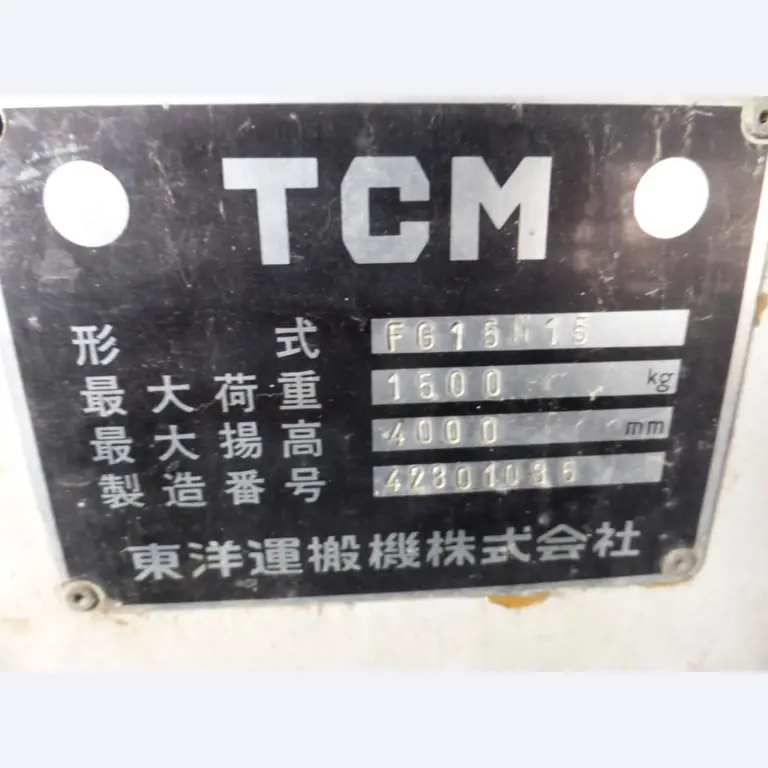 TCM
形 式 FG15N15
最大荷重 1500 kg
最大揚高 4000 mm
製造番号 42301035
東洋運搬機株式会社